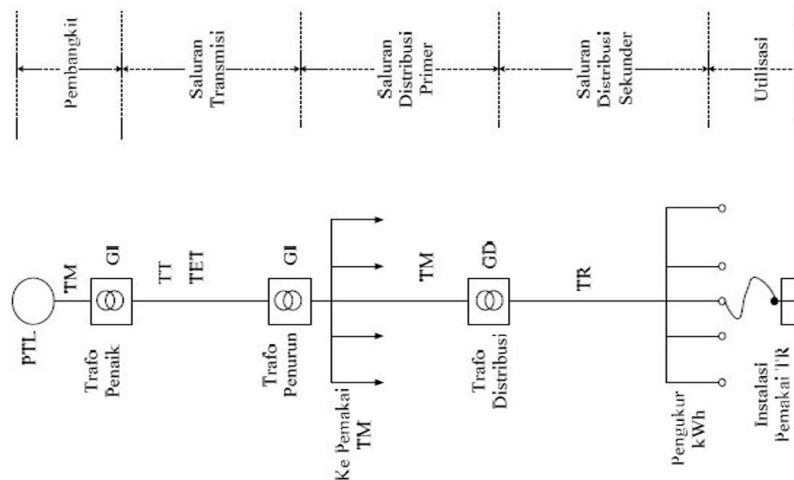 Pembangkit
Saluran
Transmisi
Saluran
Distribusi
Primer
Saluran
Distribusi
Sekunder
Utilisasi
TM
GI
TT
TET
GI
TM
GD
TR
PTL
Trafo
Penaik
Trafo
Penurun
Ke Pemakai
TM
Trafo
Distribusi
Pengukur
kWh
Instalasi
Pemakai TR